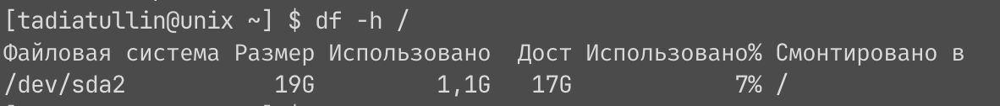 [tadiatullin@unix ~] $ df -h /
Файловая система Размер Использовано Дост Использовано% Смонтировано в
/dev/sda2 19G 1,1G 17G 7% /